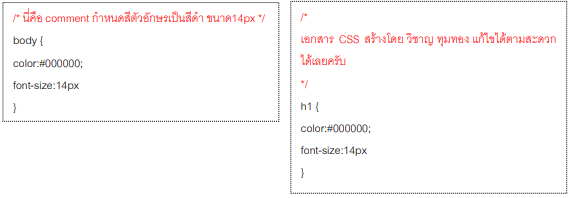 /* นี่คือ comment กำหนดสีตัวอักษรเป็นสีดำ ขนาด14px */
body {
color:#000000;
font-size:14px
}
/*
เอกสาร CSS สร้างโดย วิชาญ ทุมทอง แก้ไขได้ตามสะดวก
ได้เลยครับ
*/
h1 {
color:#000000;
font-size:14px
}